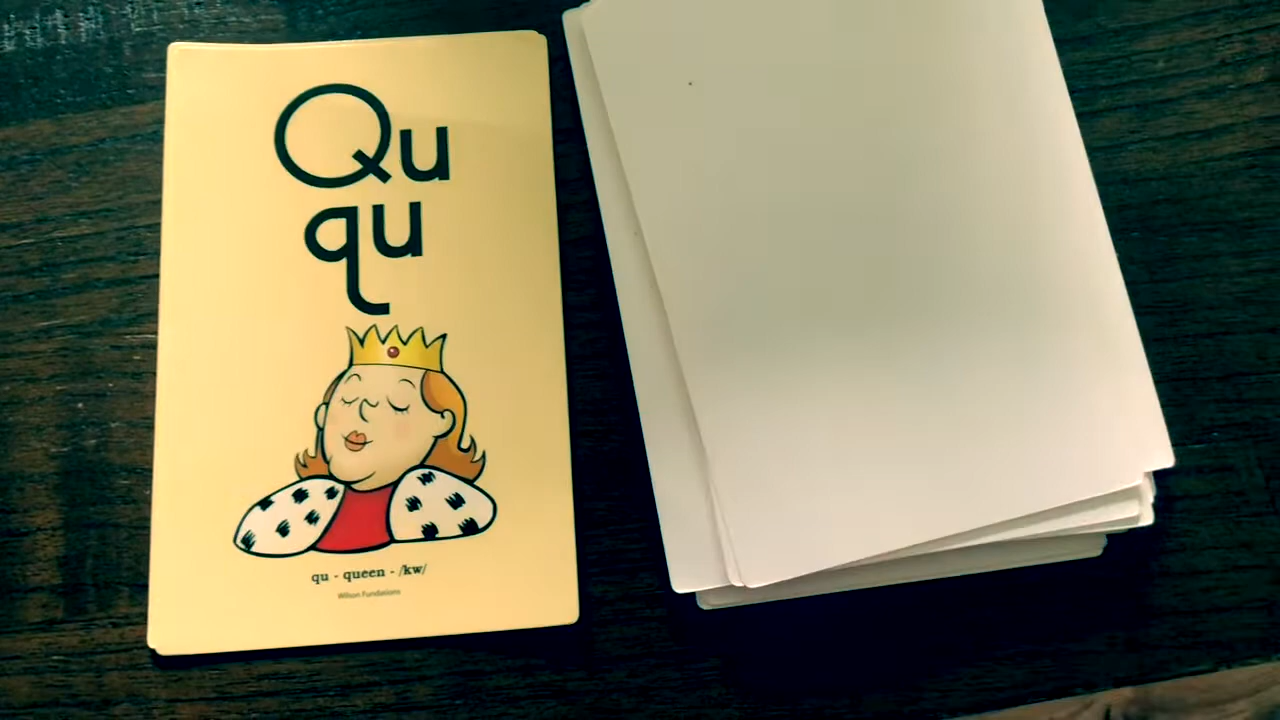 Qu
qu
qu - queen - /kw/
Wilson Fundations